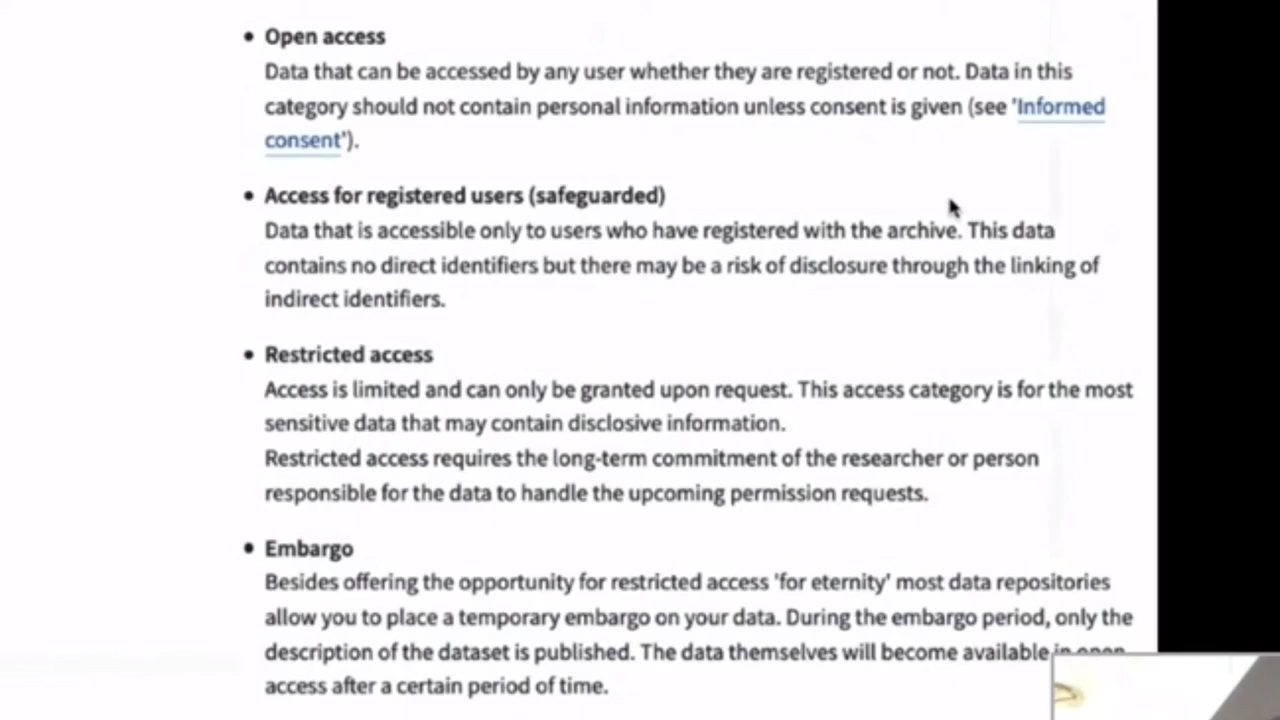 • Open access
Data that can be accessed by any user whether they are registered or not. Data in this
category should not contain personal information unless consent is given (see 'Informed
consent').
• Access for registered users (safeguarded)
Data that is accessible only to users who have registered with the archive. This data
contains no direct identifiers but there may be a risk of disclosure through the linking of
indirect identifiers.
• Restricted access
Access is limited and can only be granted upon request. This access category is for the most
sensitive data that may contain disclosive information.
Restricted access requires the long-term commitment of the researcher or person
responsible for the data to handle the upcoming permission requests.
• Embargo
Besides offering the opportunity for restricted access 'for eternity' most data repositories
allow you to place a temporary embargo on your data. During the embargo period, only the
description of the dataset is published. The data themselves will become available in open
access after a certain period of time.